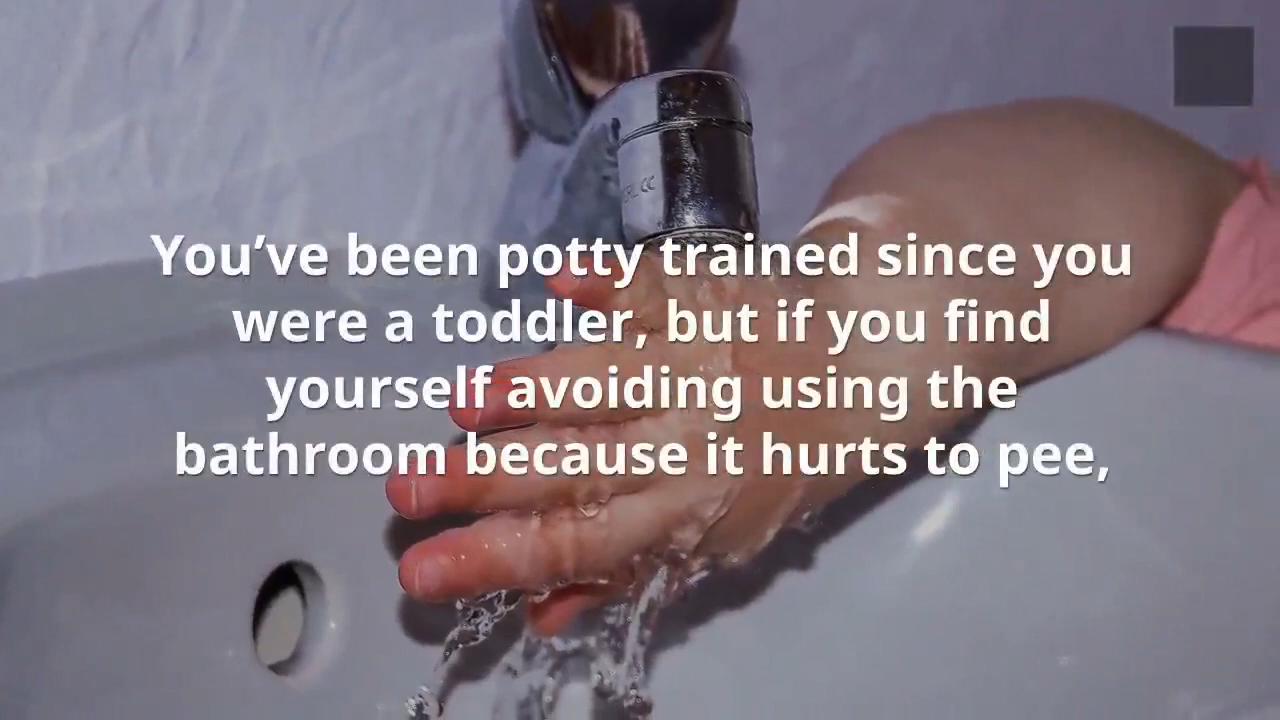 You’ve been potty trained since you
were a toddler, but if you find
yourself avoiding using the
bathroom because it hurts to pee,